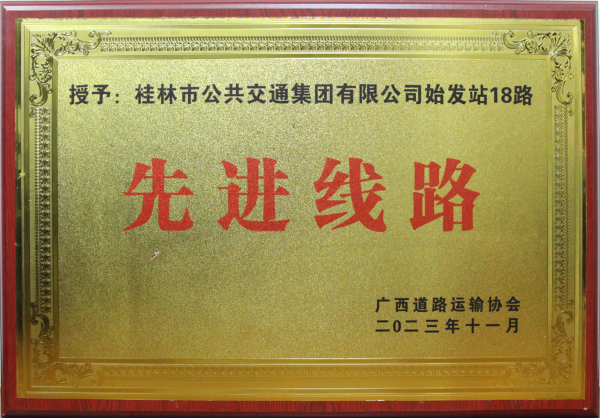 授予：桂林市公共交通集团有限公司始发站18路
先进线路
广西道路运输协会
二〇二三年十一月